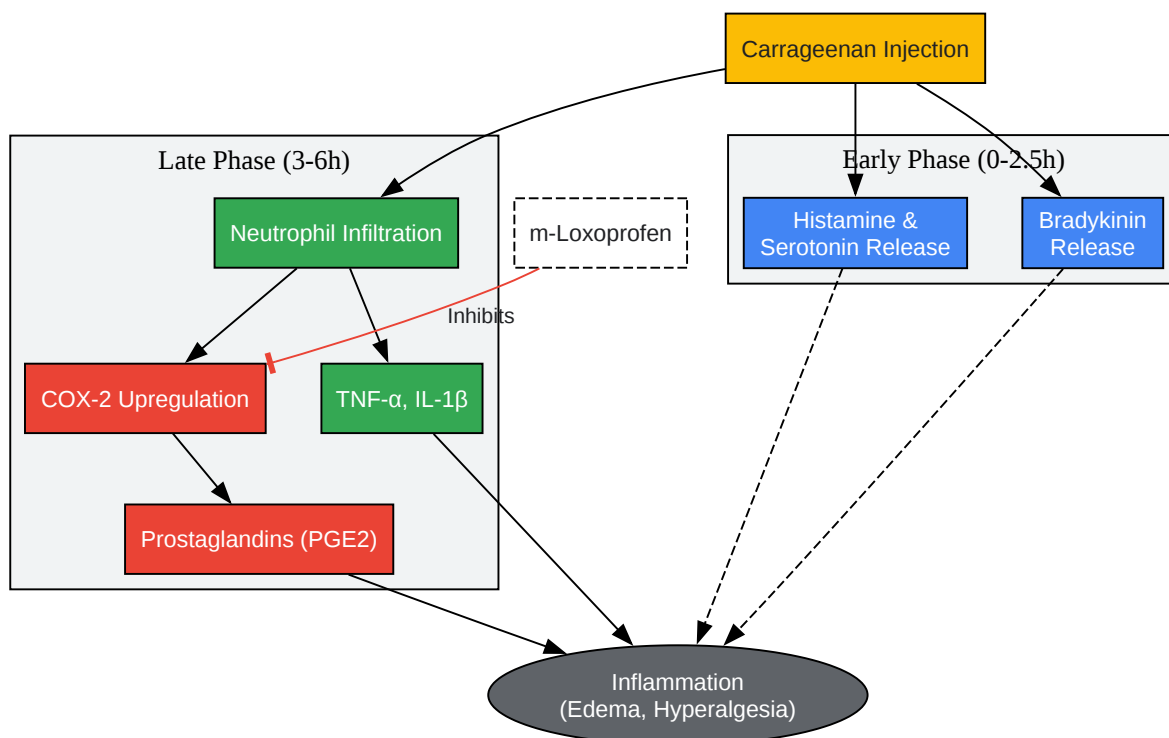 Carrageenan Injection
Late Phase (3-6h)
Early Phase (0-2.5h)
Neutrophil Infiltration
m-Loxoprofen
Histamine &
Serotonin Release
Bradykinin
Release
Inhibits
COX-2 Upregulation
TNF-α, IL-1β
Prostaglandins (PGE2)
Inflammation
(Edema, Hyperalgesia)